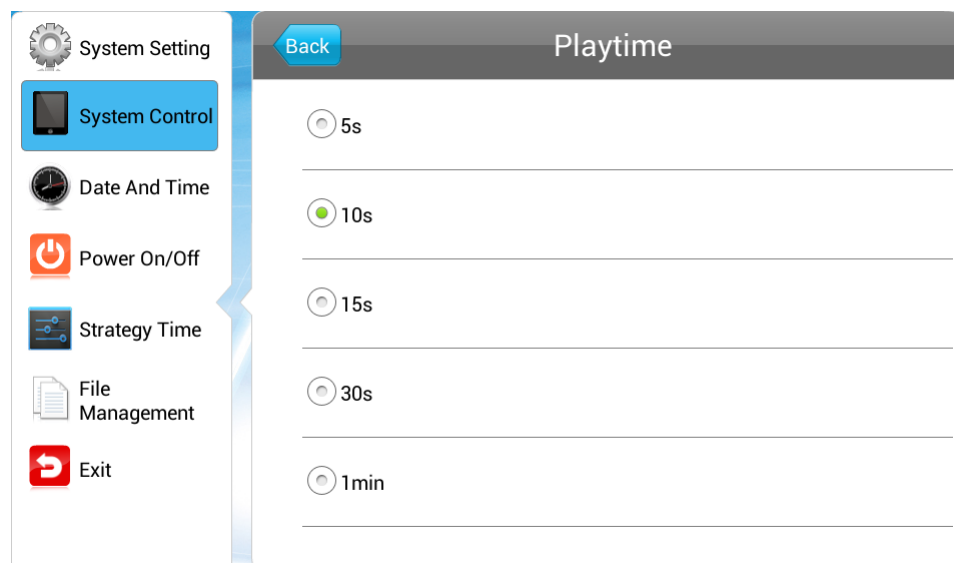 System Setting
System Control
Date And Time
Power On/Off
Strategy Time
File
Management
Exit
Back
Playtime
5s
10s
15s
30s
1min